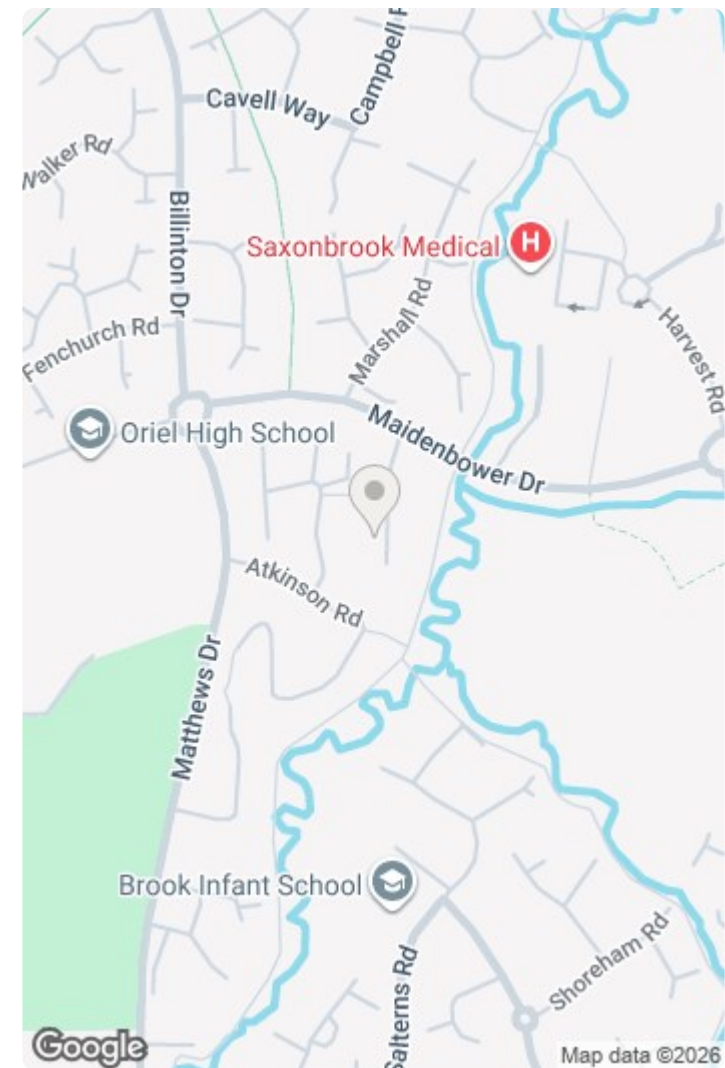 Campbell R
Cavell Way
Walker Rd
Billinton Dr
Saxonbrook Medical
H
Marshall Rd
Harvest Rd
Fenchurch Rd
Oriel High School
Maidenbower Dr
Atkinson Rd
Matthews Dr
Brook Infant School
Salterns Rd
Shoreham Rd
Google
Map data ©2026